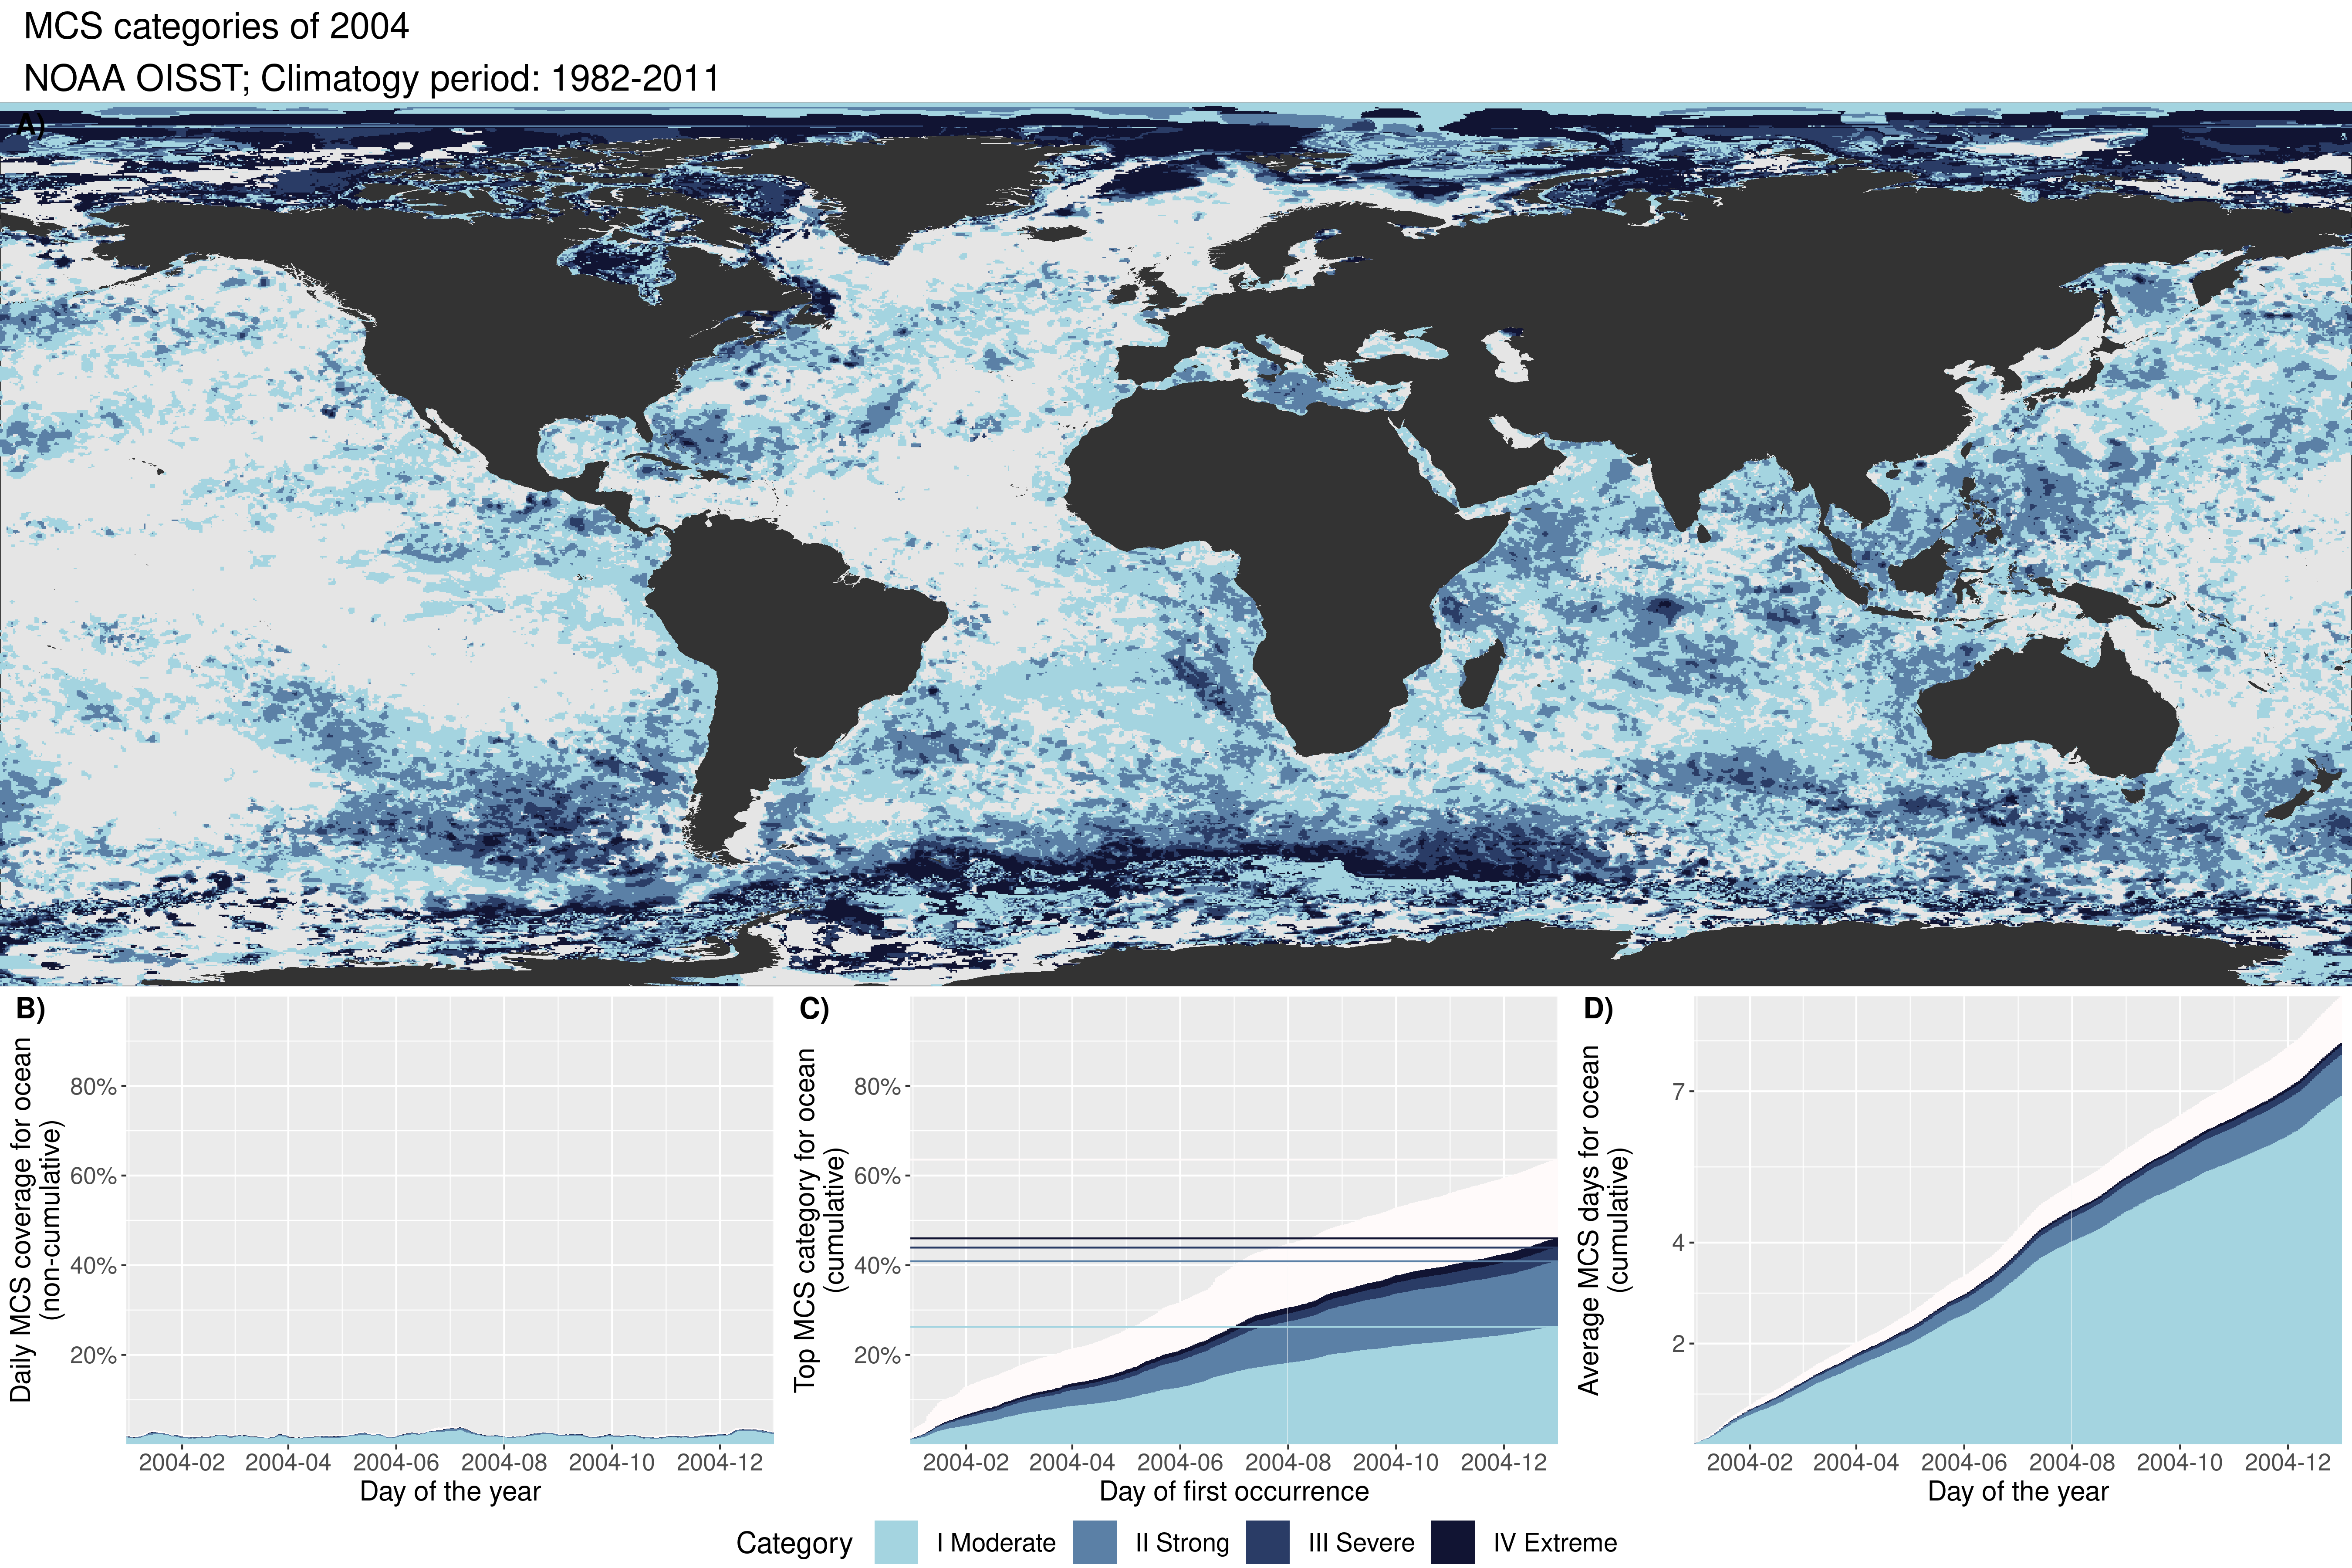 MCS categories of 2004
NOAA OISST; Climatogy period: 1982-2011
A)
B)
Daily MCS coverage for ocean
(non-cumulative)
80%
60%
40%
20%
2004-02 2004-04 2004-06 2004-08 2004-10 2004-12
Day of the year
C)
Top MCS category for ocean
(cumulative)
80%
60%
40%
20%
2004-02 2004-04 2004-06 2004-08 2004-10 2004-12
Day of first occurrence
D)
Average MCS days for ocean
(cumulative)
7
4
2
2004-02 2004-04 2004-06 2004-08 2004-10 2004-12
Day of the year
Category I Moderate II Strong III Severe IV Extreme